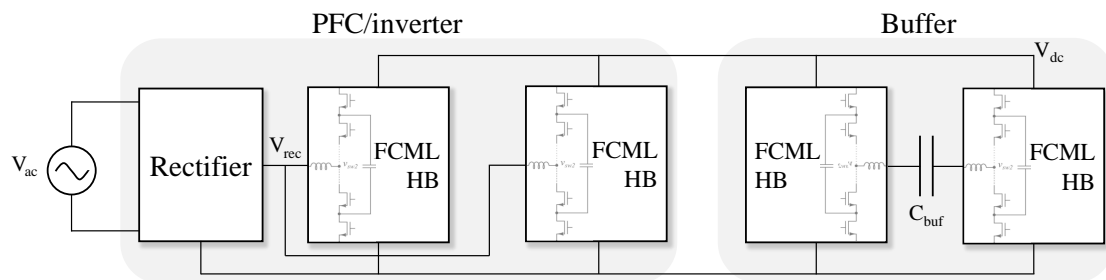 PFC/inverter
Buffer
V_dc
V_ac
Rectifier
V_rec
FCML
HB
FCML
HB
FCML
HB
C_buf
FCML
HB